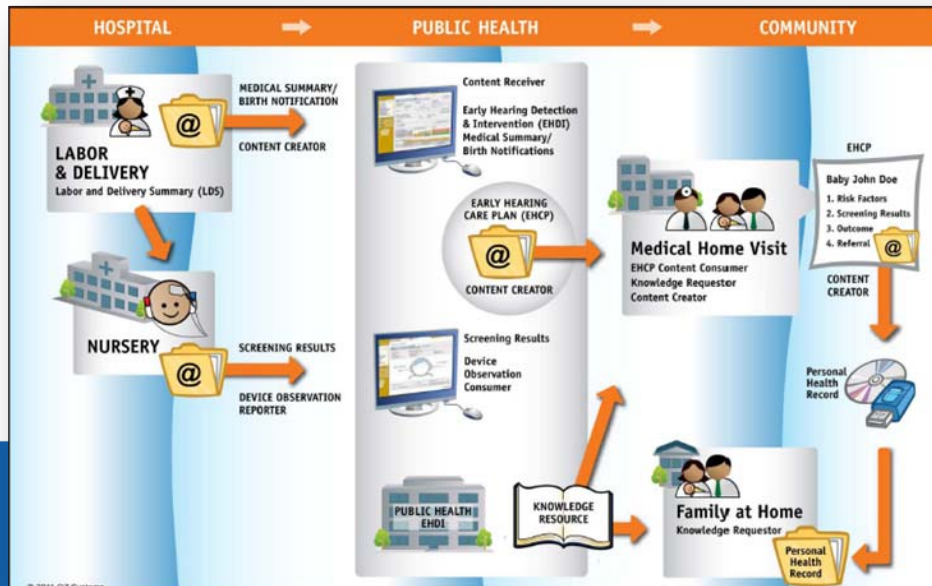 HOSPITAL
PUBLIC HEALTH
COMMUNITY
MEDICAL SUMMARY/
BIRTH NOTIFICATION
@
CONTENT CREATOR
LABOR
& DELIVERY
Labor and Delivery Summary (LDS)
NURSERY
@
SCREENING RESULTS
DEVICE OBSERVATION
REPORTER
Content Receiver
Early Hearing Detection
& Intervention (EHDI)
Medical Summary/
Birth Notifications
EARLY HEARING
CARE PLAN (EHCP)
@
CONTENT CREATOR
Screening Results
Device
Observation
Consumer
PUBLIC HEALTH
EHDI
KNOWLEDGE
RESOURCE
Medical Home Visit
EHCP Content Consumer
Knowledge Requestor
Content Creator
EHCP
Baby John Doe
1. Risk Factors
2. Screening Results
3. Outcome
4. Referral
@
CONTENT
CREATOR
Personal
Health
Record
Family at Home
Knowledge Requestor
Personal
Health
Record